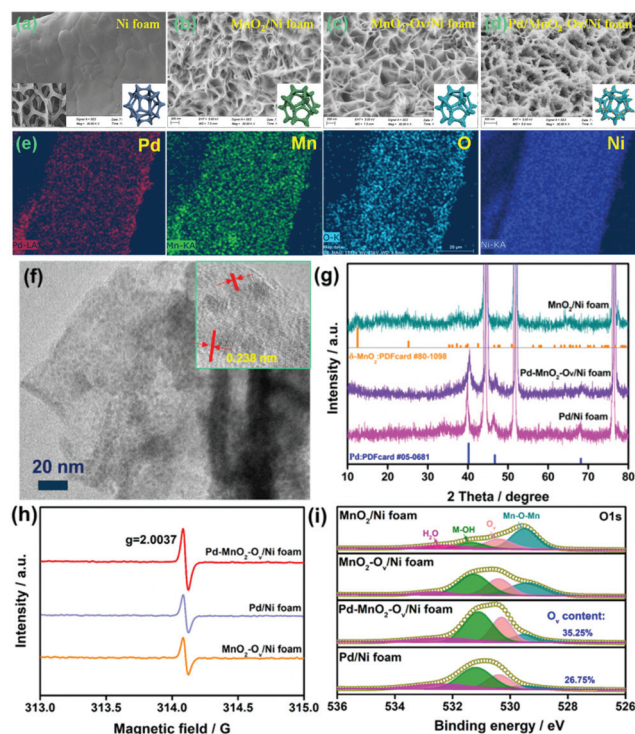 (a) Ni foam
(b) MnO2/Ni foam
(c) MnO2-Ov/Ni foam
(d) Pd/MnO2-Ov/Ni foam
(e) Pd
Mn
O
Ni
Pd-LA
Mn-KA
O-K
Ni-KA
(f)
0.238 nm
20 nm
(g)
Intensity / a.u.
MnO2/Ni foam
δ-MnO2:PDFcard #80-1098
Pd-MnO2-Ov/Ni foam
Pd/Ni foam
Pd:PDFcard #05-0681
10 20 30 40 50 60 70 80
2 Theta / degree
(h)
Intensity / a.u.
g=2.0037
Pd-MnO2-Ov/Ni foam
Pd/Ni foam
MnO2-Ov/Ni foam
313.0 313.5 314.0 314.5 315.0
Magnetic field / G
(i)
Intensity / a.u.
MnO2/Ni foam
O1s
H2O
M-OH
Ov
Mn-O-Mn
MnO2-Ov/Ni foam
Pd-MnO2-Ov/Ni foam
Ov content:
35.25%
Pd/Ni foam
26.75%
536 534 532 530 528 526
Binding energy / eV